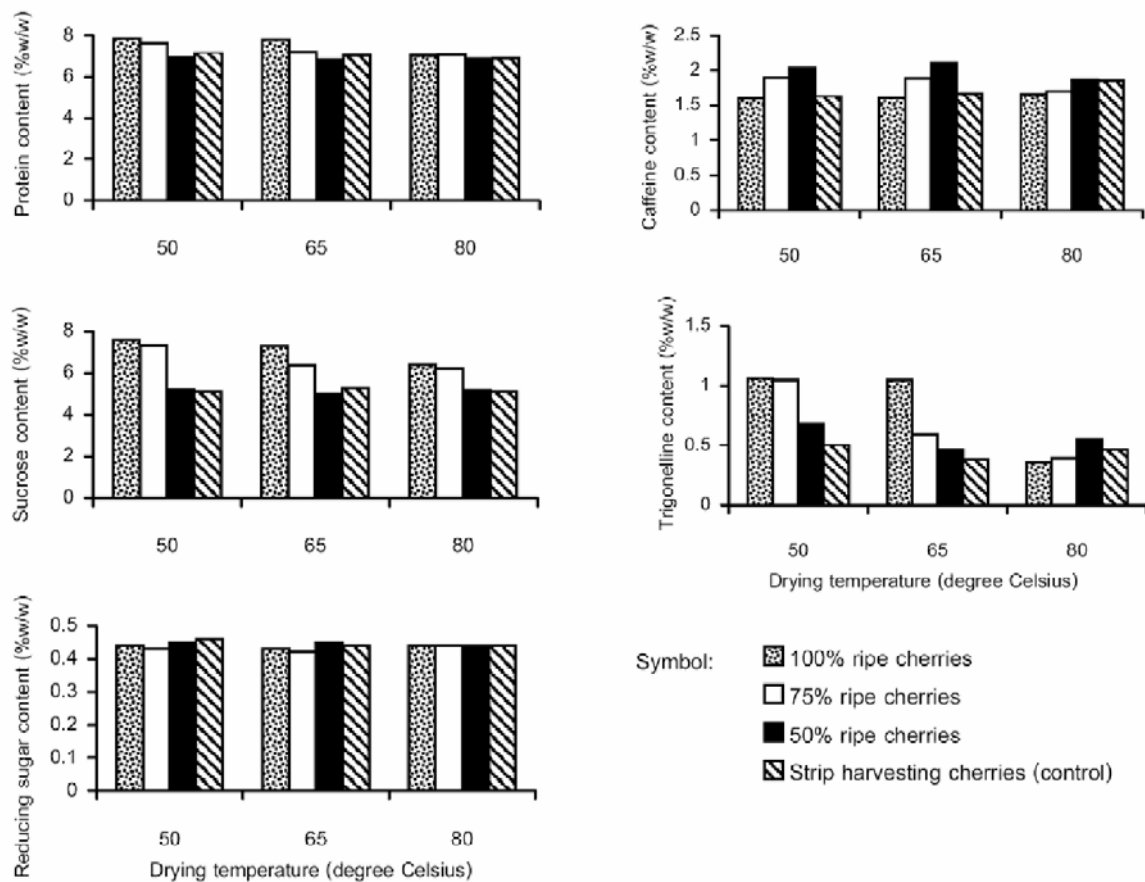 Protein content (%w/w)
8
6
4
2
0
50 65 80
Caffeine content (%w/w)
2.5
2
1.5
1
0.5
0
50 65 80
Sucrose content (%w/w)
8
6
4
2
0
50 65 80
Trigonelline content (%w/w)
1.5
1
0.5
0
50 65 80
Drying temperature (degree Celsius)
Reducing sugar content (%w/w)
0.5
0.4
0.3
0.2
0.1
0
50 65 80
Drying temperature (degree Celsius)
Symbol:
100% ripe cherries
75% ripe cherries
50% ripe cherries
Strip harvesting cherries (control)